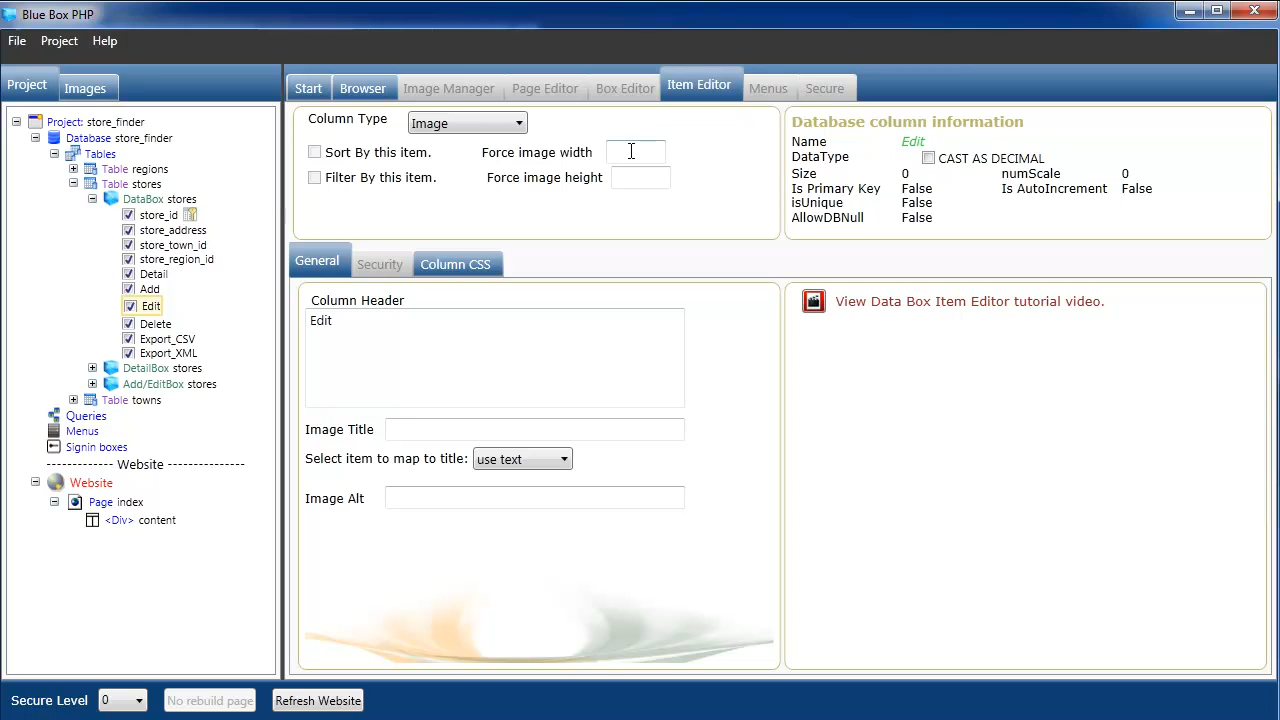 Blue Box PHP
File Project Help
Project Images
Start Browser Image Manager Page Editor Box Editor Item Editor Menus Secure
Project: store_finder
Database store_finder
Tables
Table regions
Table stores
DataBox stores
store_id
store_address
store_town_id
store_region_id
Detail
Add
Edit
Delete
Export_CSV
Export_XML
DetailBox stores
Add/EditBox stores
Table towns
Queries
Menus
Signin boxes
------------ Website --------------
Website
Page index
<Div> content
Column Type Image
Sort By this item. Force image width
Filter By this item. Force image height
Database column information
Name Edit
DataType CAST AS DECIMAL
Size 0 numScale 0
Is Primary Key False Is AutoIncrement False
isUnique False
AllowDBNull False
General Security Column CSS
Column Header
Edit
Image Title
Select item to map to title: use text
Image Alt
View Data Box Item Editor tutorial video.
Secure Level 0 No rebuild page Refresh Website